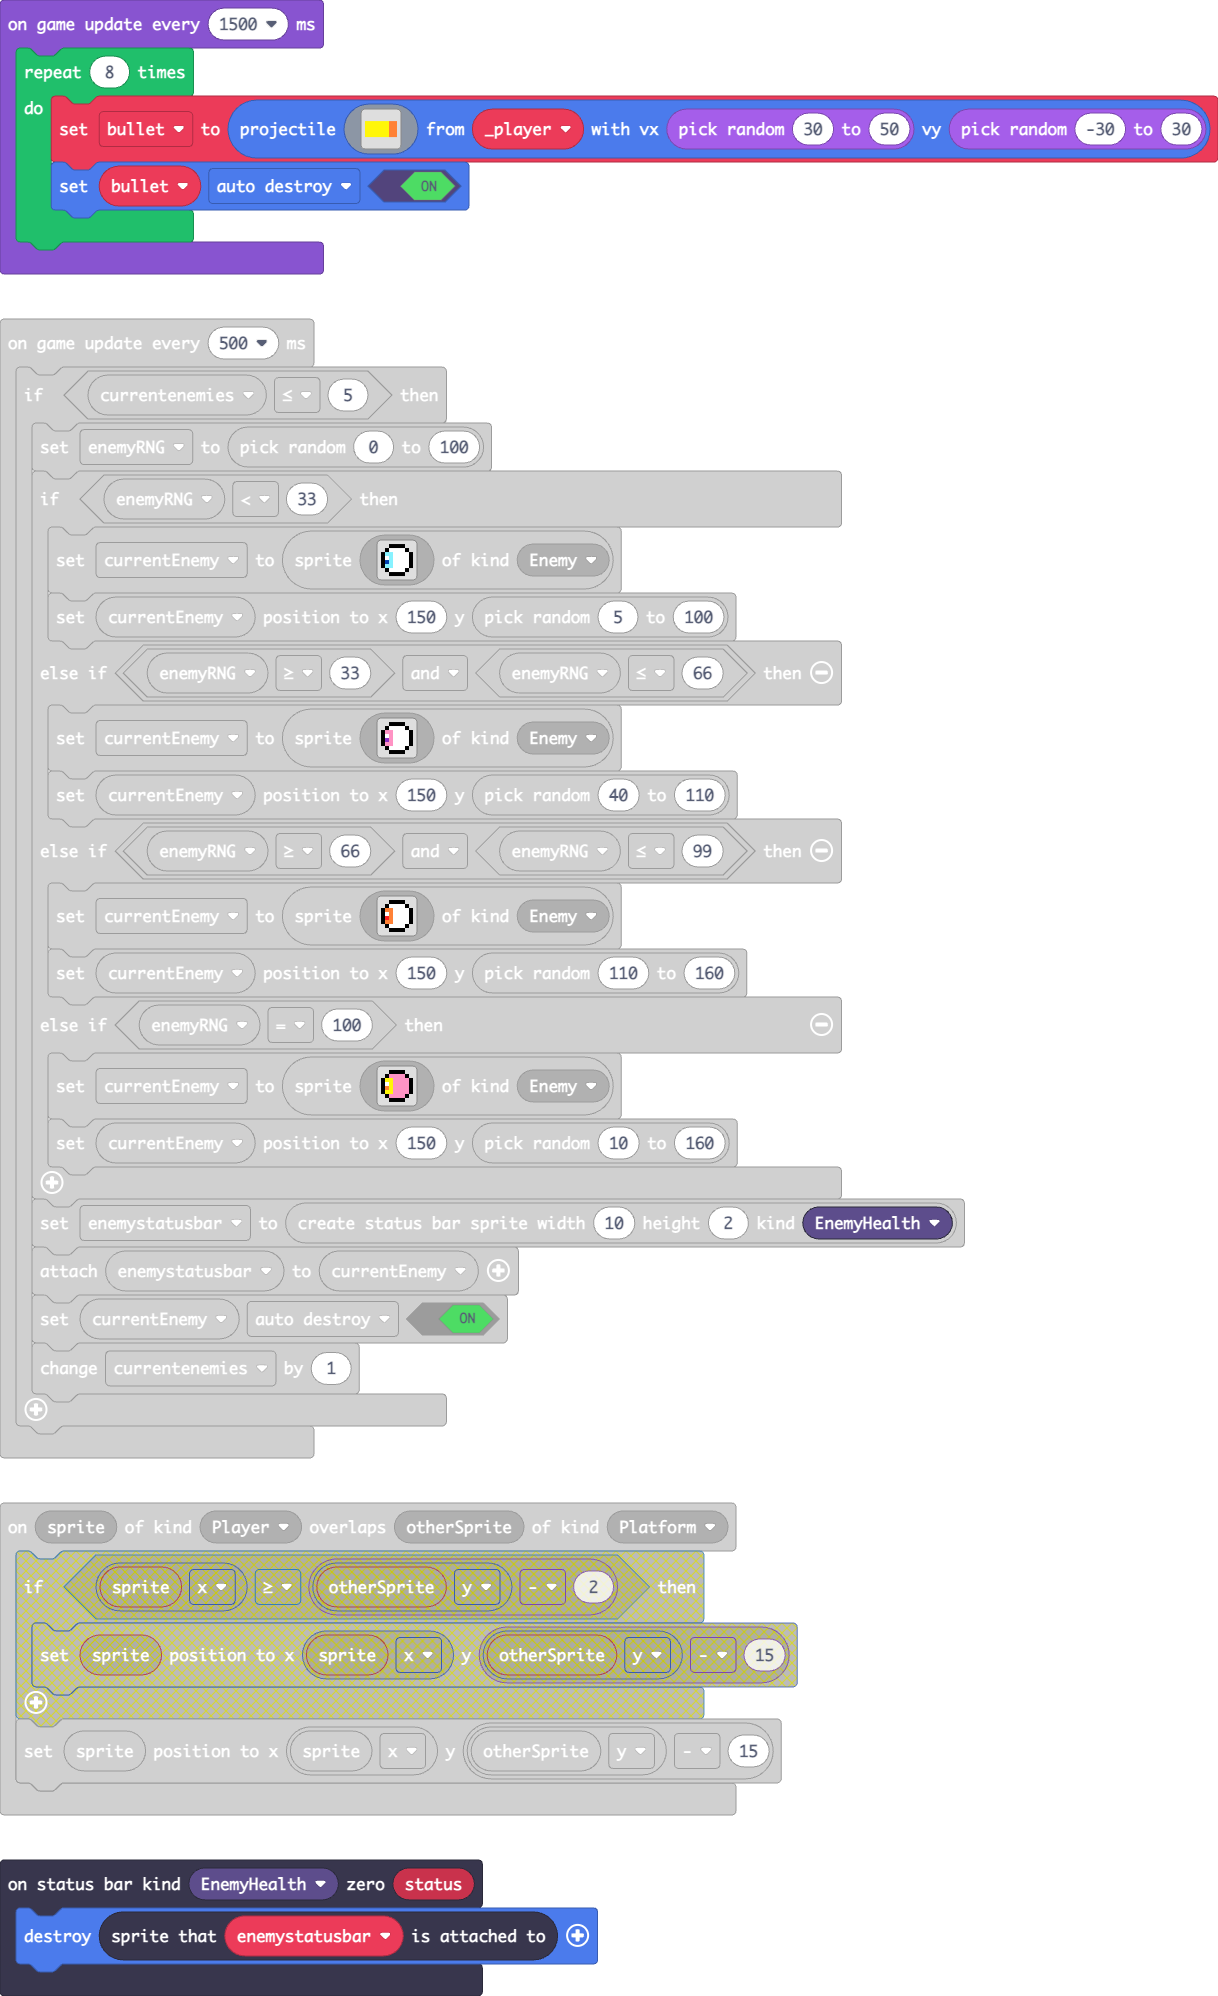 on game update every 1500 ms
repeat 8 times
do
set bullet to projectile from _player with vx pick random 30 to 50 vy pick random -30 to 30
set bullet auto destroy ON
on game update every 500 ms
if currentenemies ≤ 5 then
set enemyRNG to pick random 0 to 100
if enemyRNG < 33 then
set currentEnemy to sprite of kind Enemy
set currentEnemy position to x 150 y pick random 5 to 100
else if enemyRNG ≥ 33 and enemyRNG ≤ 66 then
set currentEnemy to sprite of kind Enemy
set currentEnemy position to x 150 y pick random 40 to 110
else if enemyRNG ≥ 66 and enemyRNG ≤ 99 then
set currentEnemy to sprite of kind Enemy
set currentEnemy position to x 150 y pick random 110 to 160
else if enemyRNG = 100 then
set currentEnemy to sprite of kind Enemy
set currentEnemy position to x 150 y pick random 10 to 160
set enemystatusbar to create status bar sprite width 10 height 2 kind EnemyHealth
attach enemystatusbar to currentEnemy
set currentEnemy auto destroy ON
change currentenemies by 1
on sprite of kind Player overlaps otherSprite of kind Platform
if sprite x ≥ otherSprite y - 2 then
set sprite position to x sprite x y otherSprite y - 15
set sprite position to x sprite x y otherSprite y - 15
on status bar kind EnemyHealth zero status
destroy sprite that enemystatusbar is attached to